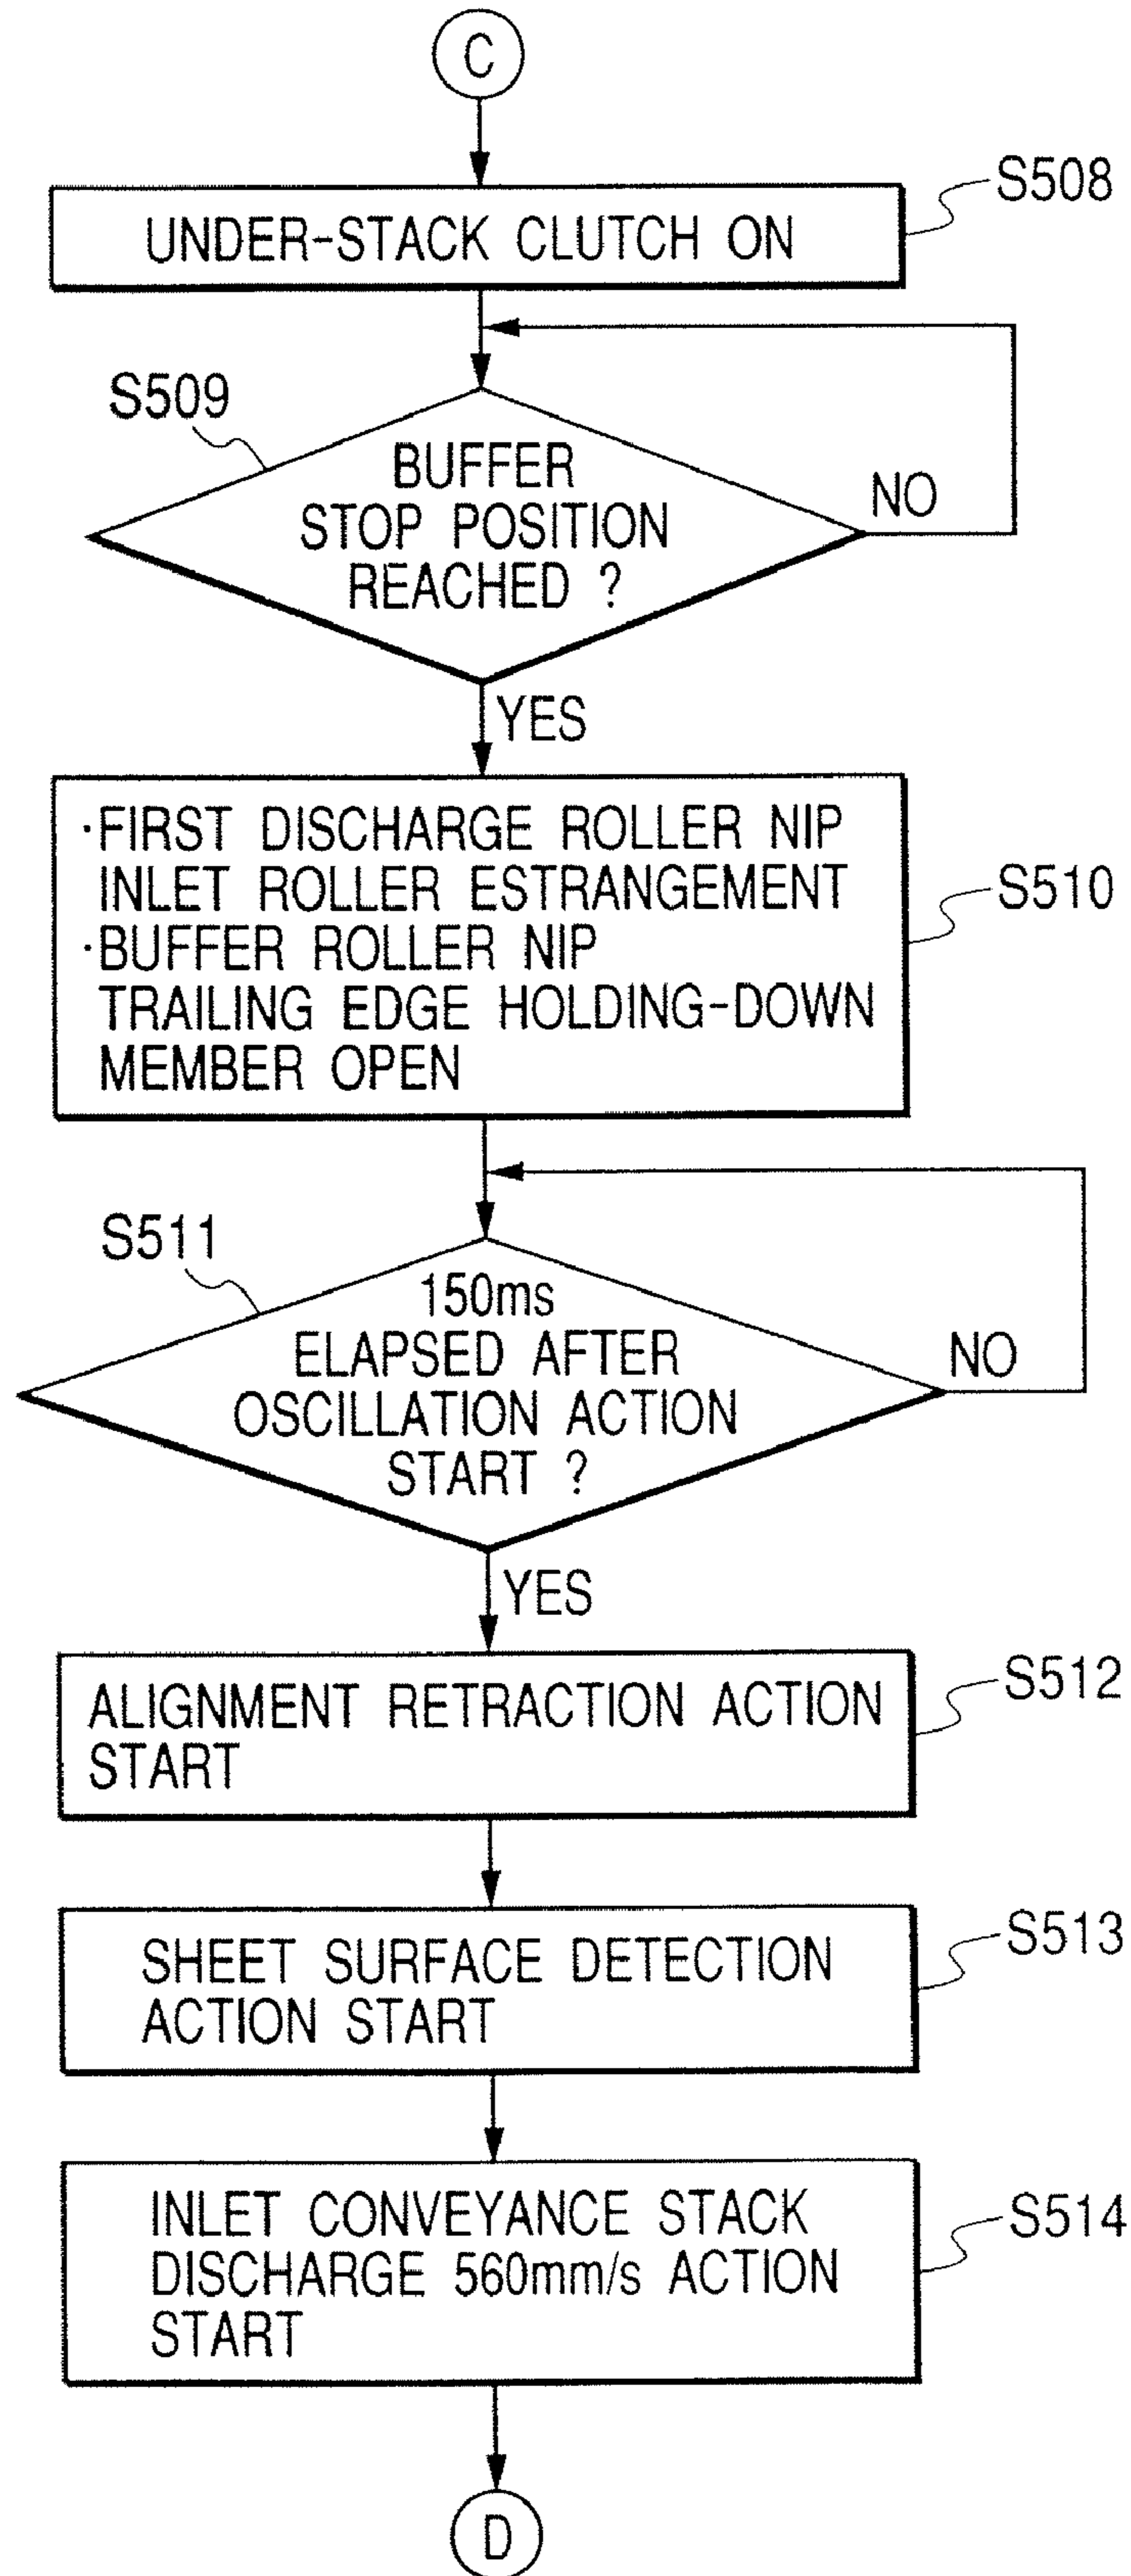 C
S508
UNDER-STACK CLUTCH ON
S509
BUFFER
STOP POSITION
REACHED ?
NO
YES
·FIRST DISCHARGE ROLLER NIP
INLET ROLLER ESTRANGEMENT
·BUFFER ROLLER NIP
TRAILING EDGE HOLDING-DOWN
MEMBER OPEN
S510
S511
150ms
ELAPSED AFTER
OSCILLATION ACTION
START ?
NO
YES
ALIGNMENT RETRACTION ACTION
START
S512
SHEET SURFACE DETECTION
ACTION START
S513
INLET CONVEYANCE STACK
DISCHARGE 560mm/s ACTION
START
S514
D